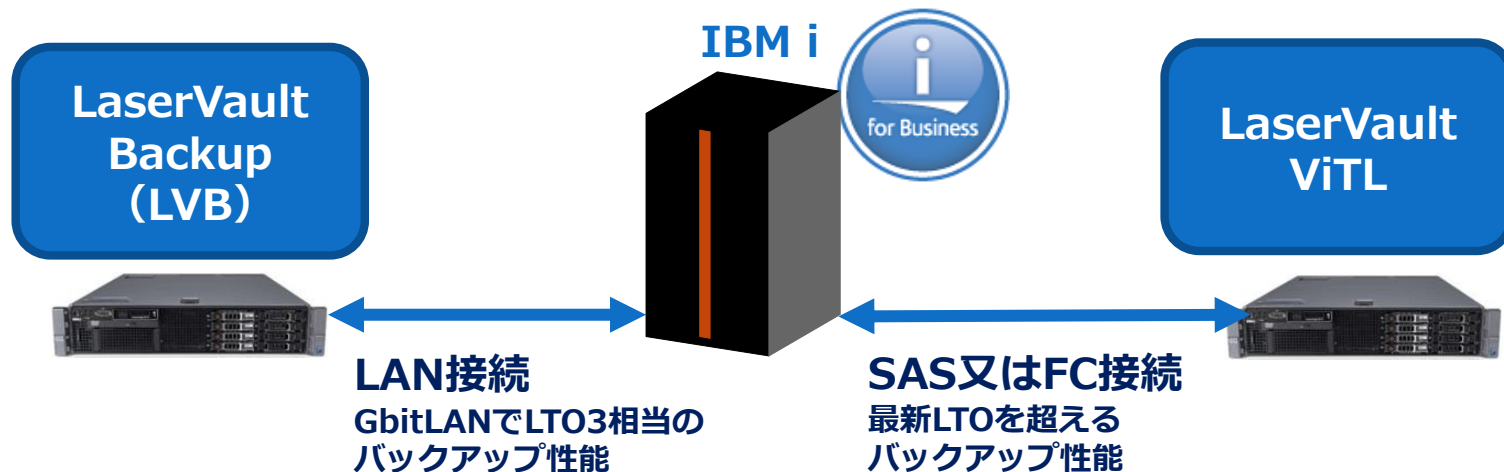 IBM i
i
for Business
LaserVault
Backup
（LVB）
LaserVault
ViTL
LAN接続
GbitLANでLTO3相当の
バックアップ性能
SAS又はFC接続
最新LTOを超える
バックアップ性能